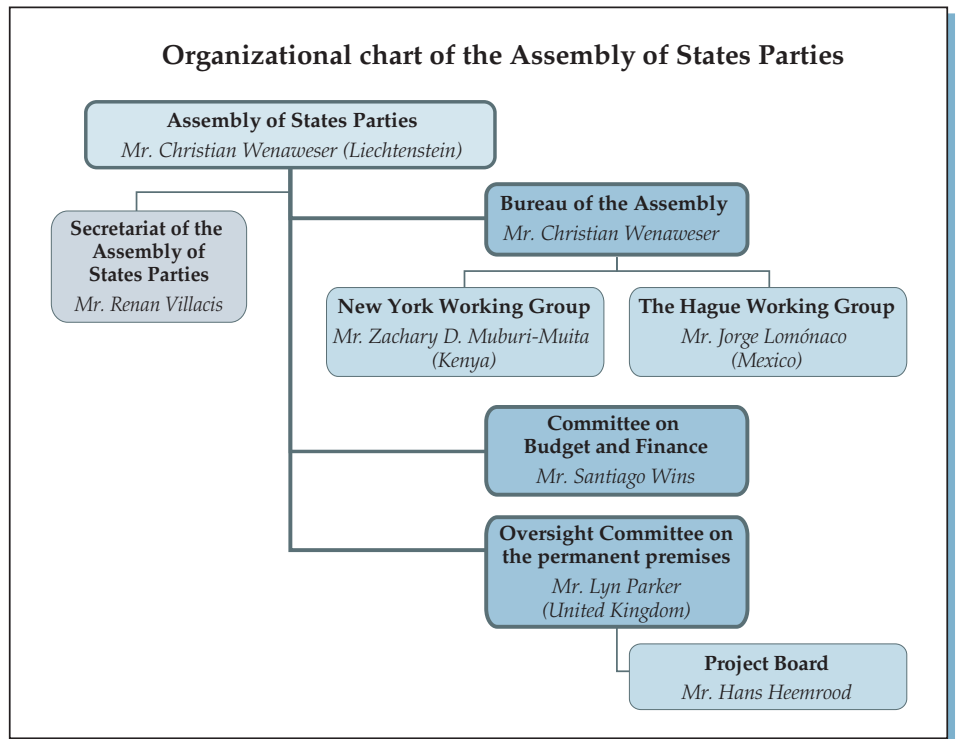 Organizational chart of the Assembly of States Parties
Assembly of States Parties
Mr. Christian Wenaweser (Liechtenstein)
Secretariat of the
Assembly of
States Parties
Mr. Renan Villacis
Bureau of the Assembly
Mr. Christian Wenaweser
New York Working Group
Mr. Zachary D. Muburi-Muita
(Kenya)
The Hague Working Group
Mr. Jorge Lomónaco
(Mexico)
Committee on
Budget and Finance
Mr. Santiago Wins
Oversight Committee on
the permanent premises
Mr. Lyn Parker
(United Kingdom)
Project Board
Mr. Hans Heemrood